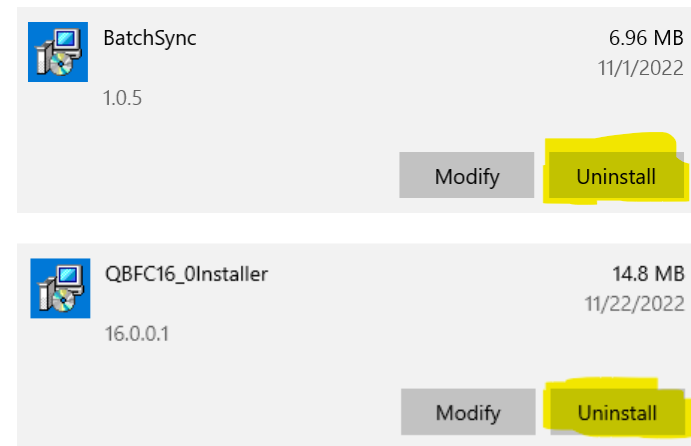 BatchSync 6.96 MB
11/1/2022
1.0.5
Modify Uninstall
QBFC16_0Installer 14.8 MB
11/22/2022
16.0.0.1
Modify Uninstall